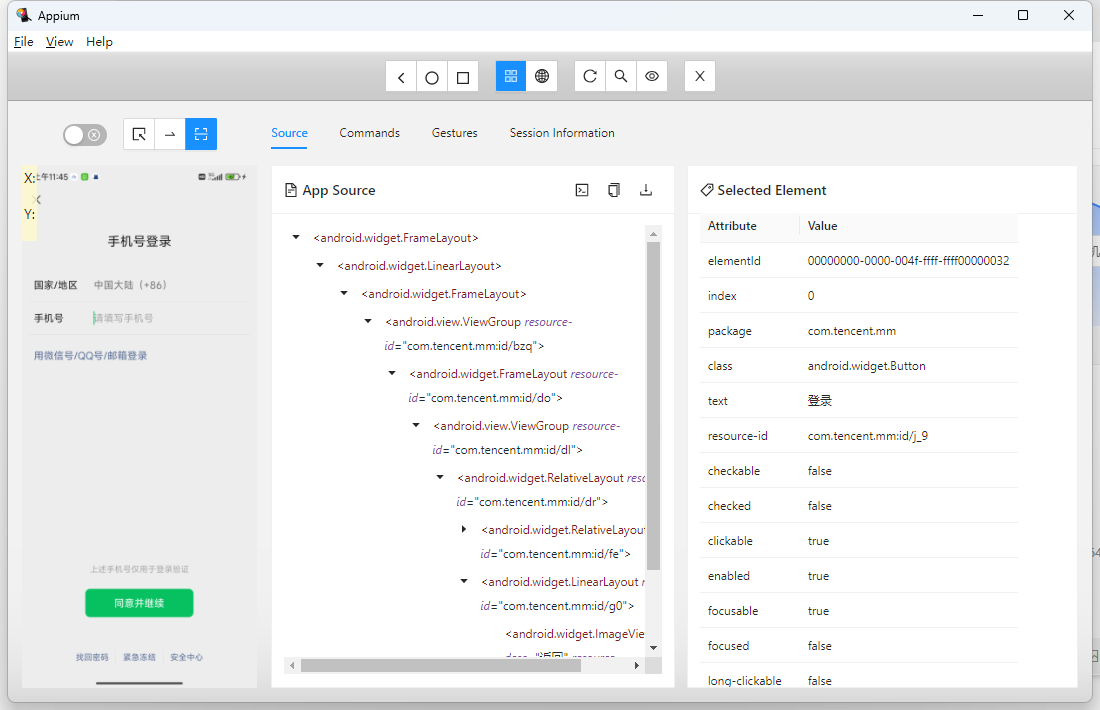 Appium
File View Help
Source Commands Gestures Session Information
X:
上午11:45
Y:
手机号登录
国家/地区 中国大陆（+86）
手机号 请填写手机号
用微信号/QQ号/邮箱登录
上述手机号仅用于登录验证
同意并继续
找回密码 紧急冻结 安全中心
App Source
<android.widget.FrameLayout>
<android.widget.LinearLayout>
<android.widget.FrameLayout>
<android.view.ViewGroup resource-
id="com.tencent.mm:id/bzq">
<android.widget.FrameLayout resource-
id="com.tencent.mm:id/do">
<android.view.ViewGroup resource-
id="com.tencent.mm:id/dl">
<android.widget.RelativeLayout reso
id="com.tencent.mm:id/dr">
<android.widget.RelativeLayout
id="com.tencent.mm:id/fe">
<android.widget.LinearLayout r
id="com.tencent.mm:id/g0">
<android.widget.ImageVie
Selected Element
Attribute Value
elementId 00000000-0000-004f-ffff-ffff00000032
index 0
package com.tencent.mm
class android.widget.Button
text 登录
resource-id com.tencent.mm:id/j_9
checkable false
checked false
clickable true
enabled true
focusable true
focused false
long-clickable false